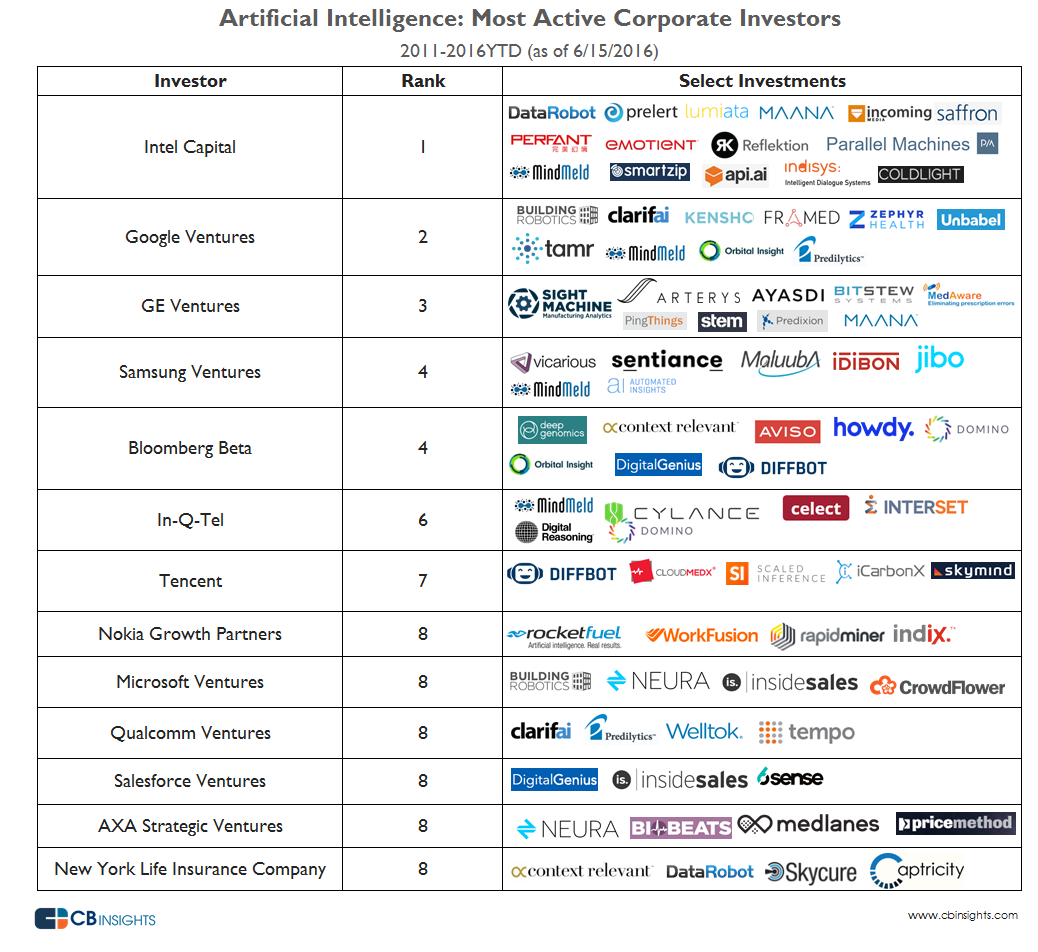 Artificial Intelligence: Most Active Corporate Investors
2011-2016YTD (as of 6/15/2016)
Investor Rank Select Investments
Intel Capital 1
DataRobot prelert lumiata MAANA incoming MEDIA saffron
PERFANT 完美幻境 emotient RK Reflektion Parallel Machines P/A
MindMeld smartzip api.ai indisys: Intelligent Dialogue Systems COLDLIGHT
Google Ventures 2
BUILDING ROBOTICS clarifai KENSHO FRAMED ZEPHYR HEALTH Unbabel
tamr MindMeld Orbital Insight Predilytics™
GE Ventures 3
SIGHT MACHINE Manufacturing Analytics ARTERYS AYASDI BITSTEW SYSTEMS MedAware Eliminating prescription errors
PingThings stem Predixion MAANA
Samsung Ventures 4
vicarious sentiance MaluubA iDiBON jibo
MindMeld ai AUTOMATED INSIGHTS
Bloomberg Beta 4
deep genomics context relevant AVISO howdy. DOMINO
Orbital Insight DigitalGenius DIFFBOT
In-Q-Tel 6
MindMeld CYLANCE celect INTERSET
Digital Reasoning DOMINO
Tencent 7
DIFFBOT CLOUDMEDX SI SCALED INFERENCE iCarbonX skymind
Nokia Growth Partners 8
rocketfuel Artificial intelligence. Real results. WorkFusion rapidminer indix.™
Microsoft Ventures 8
BUILDING ROBOTICS NEURA is. insidesales CrowdFlower
Qualcomm Ventures 8
clarifai Predilytics™ Welltok. tempo
Salesforce Ventures 8
DigitalGenius is. insidesales 6sense
AXA Strategic Ventures 8
NEURA BIOBEATS medlanes pricemethod
New York Life Insurance Company 8
context relevant DataRobot Skycure Captricity
CBINSIGHTS www.cbinsights.com